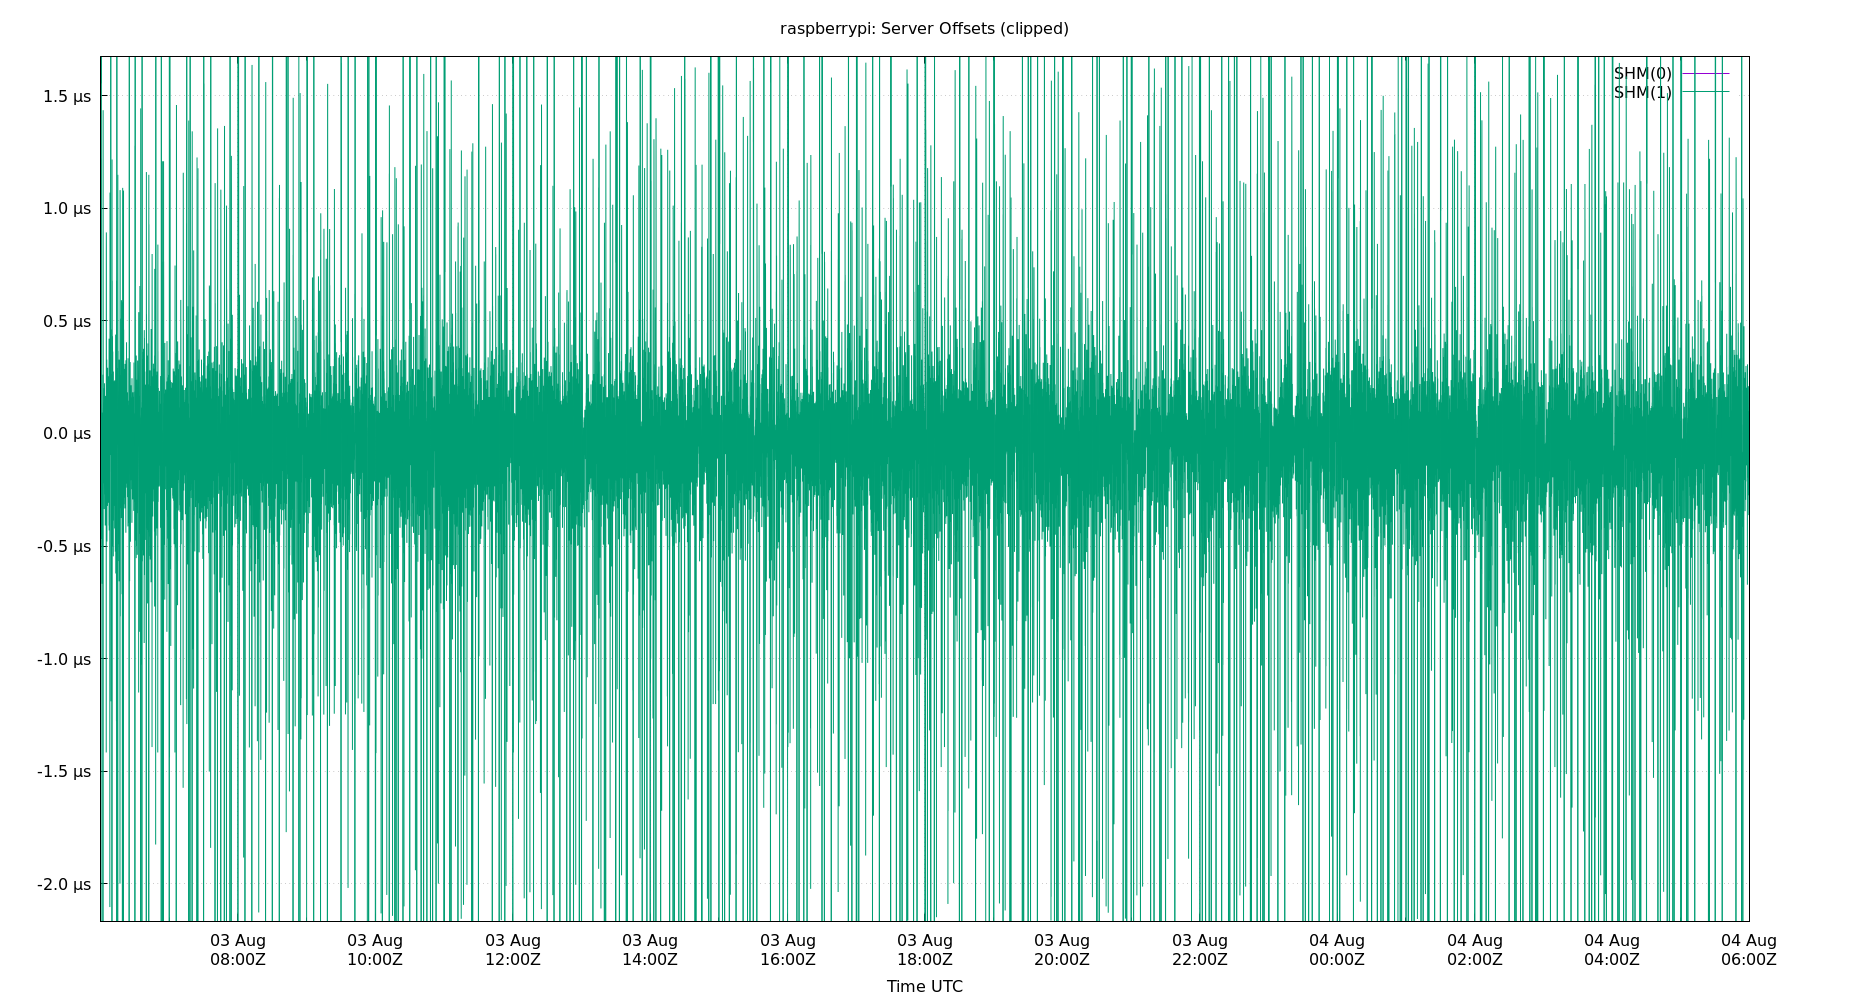 raspberrypi: Server Offsets (clipped)
SHM(0)
SHM(1)
1.5 µs
1.0 µs
0.5 µs
0.0 µs
-0.5 µs
-1.0 µs
-1.5 µs
-2.0 µs
03 Aug 03 Aug 03 Aug 03 Aug 03 Aug 03 Aug 03 Aug 03 Aug 04 Aug 04 Aug 04 Aug 04 Aug
08:00Z 10:00Z 12:00Z 14:00Z 16:00Z 18:00Z 20:00Z 22:00Z 00:00Z 02:00Z 04:00Z 06:00Z
Time UTC